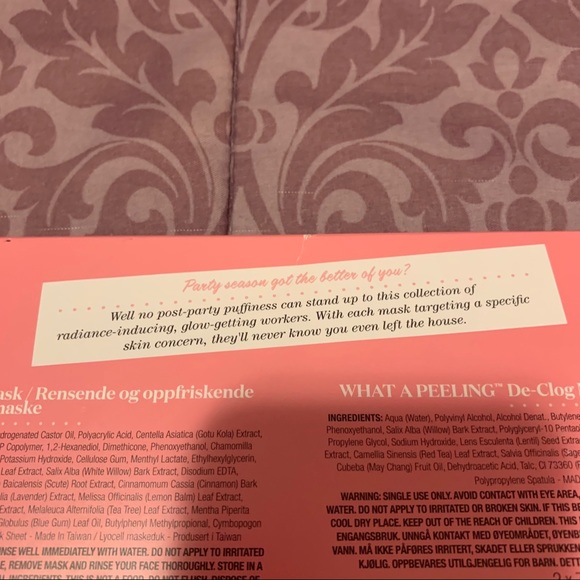 Party season got the better of you?
Well no post-party puffiness can stand up to this collection of
radiance-inducing, glow-getting workers. With each mask targeting a specific
skin concern, they'll never know you even left the house.
ask / Rensende og oppfriskende
maske
drogenated Castor Oil, Polyacrylic Acid, Centella Asiatica (Gotu Kola) Extract,
P Copolymer, 1,2-Hexanediol, Dimethicone, Phenoxyethanol, Chamomilla
Potassium Hydroxide, Cellulose Gum, Menthyl Lactate, Ethylhexylglycerin,
Leaf Extract, Salix Alba (White Willow) Bark Extract, Disodium EDTA,
Baicalensis (Scute) Root Extract, Cinnamomum Cassia (Cinnamon) Bark
lia (Lavender) Extract, Melissa Officinalis (Lemon Balm) Leaf Extract,
Extract, Melaleuca Alternifolia (Tea Tree) Leaf Extract, Mentha Piperita
Globulus (Blue Gum) Leaf Oil, Butylphenyl Methylpropional, Cymbopogon
k Sheet - Made In Taiwan / Lyocell maskeduk - Produsert i Taiwan
INSE WELL IMMEDIATELY WITH WATER. DO NOT APPLY TO IRRITATED
E, REMOVE MASK AND RINSE YOUR FACE THOROUGHLY. STORE IN A
WHAT A PEELING™ De-Clog
INGREDIENTS: Aqua (Water), Polyvinyl Alcohol, Alcohol Denat., Butylene
Phenoxyethanol, Salix Alba (Willow) Bark Extract, Polyglyceryl-10
Propylene Glycol, Sodium Hydroxide, Lens Esculenta (Lentil) Seed Extra
Extract, Camellia Sinensis (Red Tea) Leaf Extract, Salvia Officinalis (Sage
Cubeba (May Chang) Fruit Oil, Dehydroacetic Acid, Talc, CI 73360
Polypropylene Spatula - MAD
WARNING: SINGLE USE ONLY. AVOID CONTACT WITH EYE AREA,
WATER. DO NOT APPLY TO IRRITATED OR BROKEN SKIN. IF THIS
COOL DRY PLACE. KEEP OUT OF THE REACH OF CHILDREN. THIS
ENGANGSBRUK. UNNGÅ KONTAKT MED ØYEOMRÅDET, ØYENB
VANN. MÅ IKKE PÅFØRES IRRITERT, SKADET ELLER SPRUKKEN
KJØLIG. OPPBEVARES UTILGJENGELIG FOR BARN. DETT